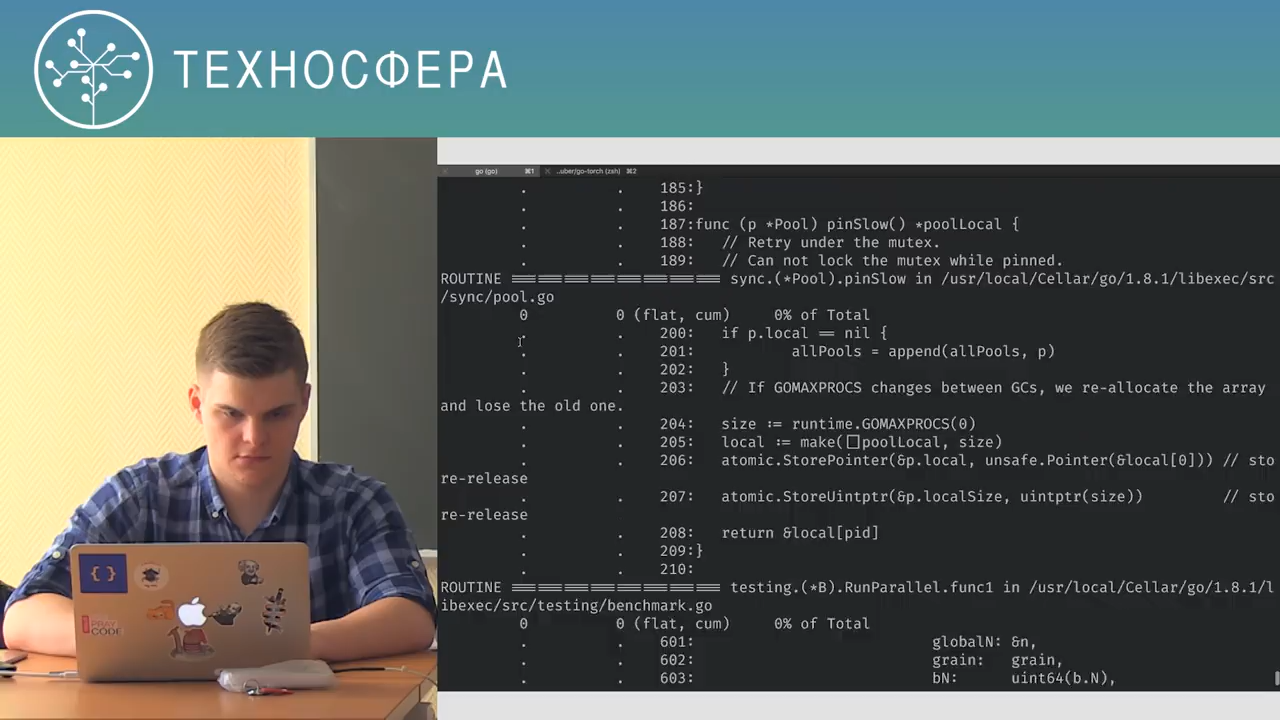 ТЕХНОСФЕРА
go (go) ⌘1 ..uber/go-torch (zsh) ⌘2
. . 185:}
. . 186:
. . 187:func (p *Pool) pinSlow() *poolLocal {
. . 188: // Retry under the mutex.
. . 189: // Can not lock the mutex while pinned.
ROUTINE ======================== sync.(*Pool).pinSlow in /usr/local/Cellar/go/1.8.1/libexec/src
/sync/pool.go
0 0 (flat, cum) 0% of Total
. . 200: if p.local == nil {
. . 201: allPools = append(allPools, p)
. . 202: }
. . 203: // If GOMAXPROCS changes between GCs, we re-allocate the array
and lose the old one.
. . 204: size := runtime.GOMAXPROCS(0)
. . 205: local := make([]poolLocal, size)
. . 206: atomic.StorePointer(&p.local, unsafe.Pointer(&local[0])) // sto
re-release
. . 207: atomic.StoreUintptr(&p.localSize, uintptr(size)) // sto
re-release
. . 208: return &local[pid]
. . 209:}
. . 210:
ROUTINE ======================== testing.(*B).RunParallel.func1 in /usr/local/Cellar/go/1.8.1/l
ibexec/src/testing/benchmark.go
0 0 (flat, cum) 0% of Total
. . 601: globalN: &n,
. . 602: grain: grain,
. . 603: bN: uint64(b.N),
{ }
PRAY
CODE